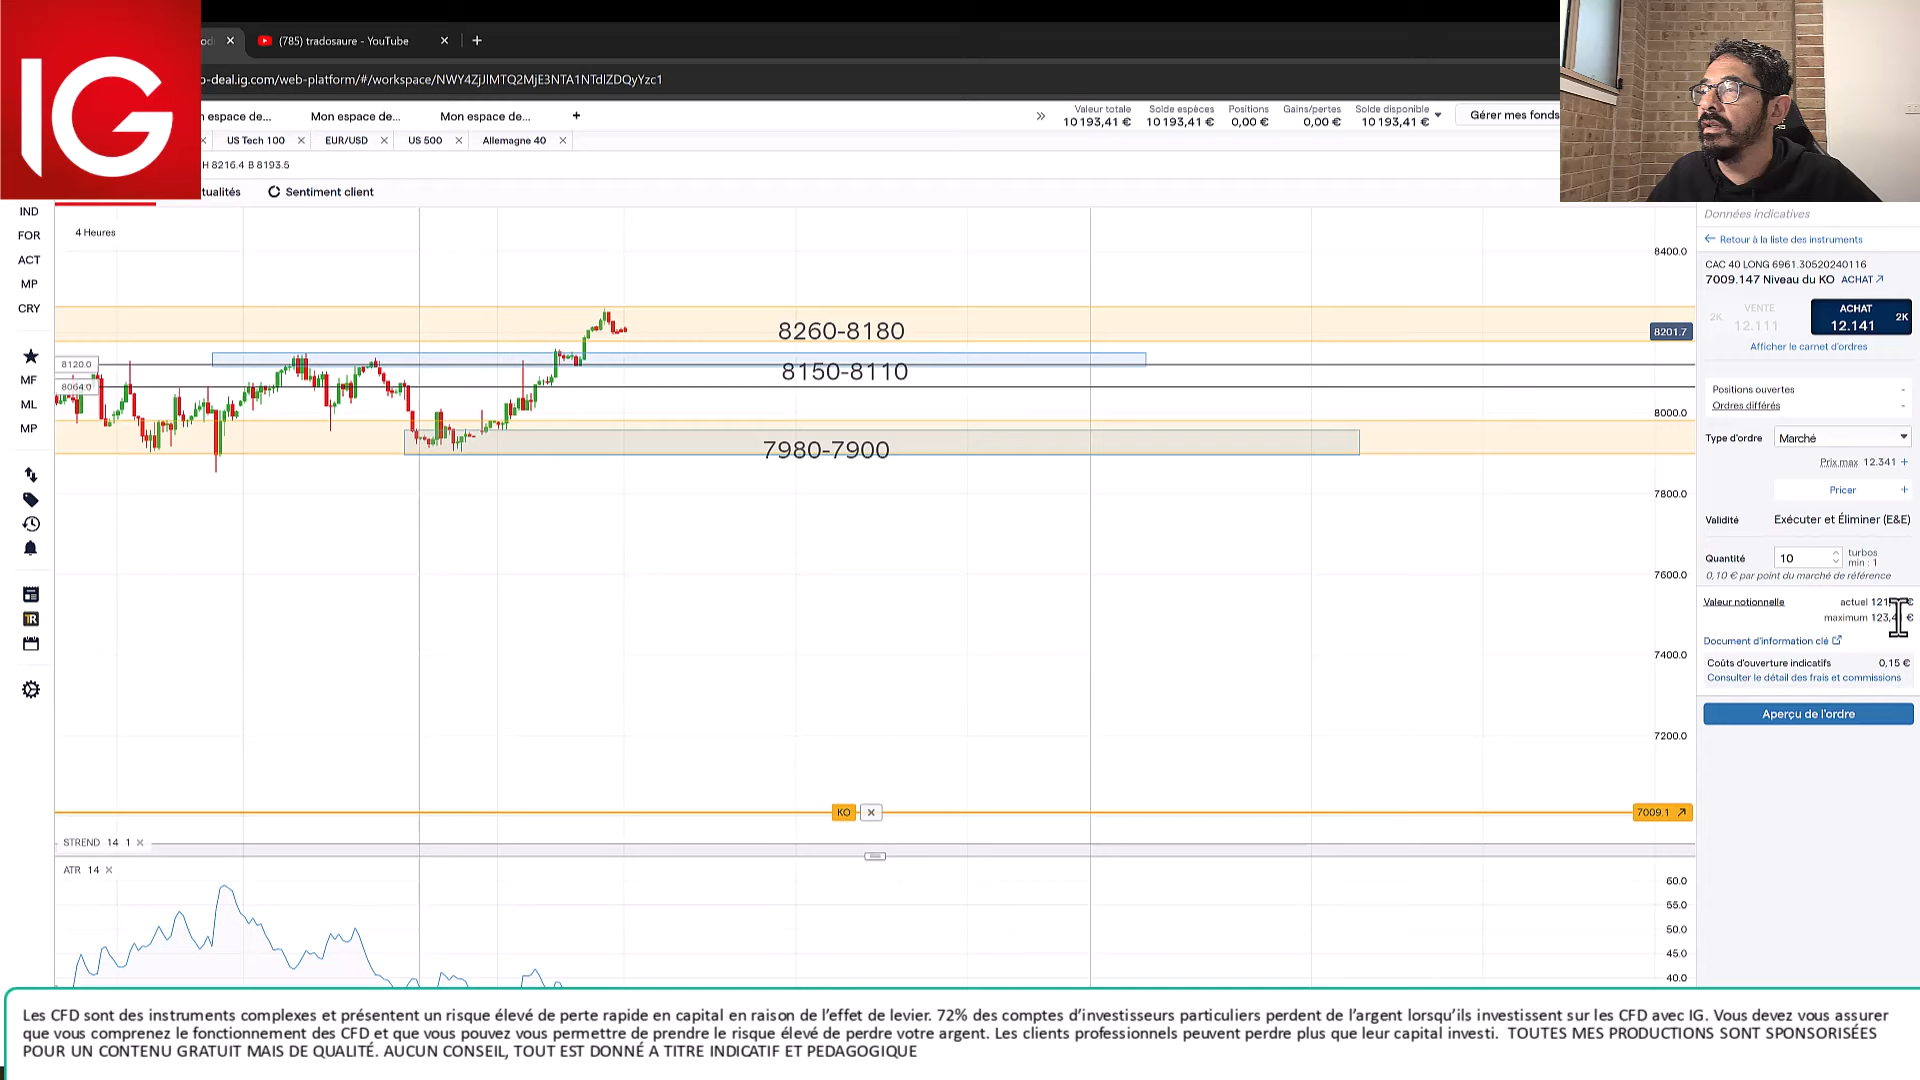 IG
(785) tradosaure - YouTube
-deal.ig.com/web-platform/#/workspace/NWY4ZjJlMTQ2MjE3NTA1NTdlZDQyYzc1
Mon espace de...
Mon espace de...
Valeur totale
10 193,41 €
Solde espèces
10 193,41 €
Positions
0,00 €
Gains/pertes
0,00 €
Solde disponible
10 193,41 €
Gérer mes fonds
US Tech 100
EUR/USD
US 500
Allemagne 40
H 8216.4 B 8193.5
Sentiment client
IND
FOR
ACT
MP
CRY
MF
ML
MP
4 Heures
8400.0
8260-8180
8201.7
8120.0
8150-8110
8064.0
8000.0
7980-7900
7800.0
7600.0
7400.0
7200.0
KO
7009.1
STREND 14 1
ATR 14
60.0
55.0
50.0
45.0
40.0
Données indicatives
Retour à la liste des instruments
CAC 40 LONG 6961.30520240116
7009.147 Niveau du KO ACHAT
2K
VENTE
12.111
ACHAT
12.141
2K
Afficher le carnet d'ordres
Positions ouvertes -
Ordres différés -
Type d'ordre Marché
Prix max 12.341 +
Pricer +
Validité Exécuter et Éliminer (E&E)
Quantité 10 turbos
min : 1
0,10 € par point du marché de référence
Valeur notionnelle actuel 121, €
maximum 123,4 €
Document d'information clé
Coûts d'ouverture indicatifs 0,15 €
Consulter le détail des frais et commissions
Aperçu de l'ordre
Les CFD sont des instruments complexes et présentent un risque élevé de perte rapide en capital en raison de l'effet de levier. 72% des comptes d'investisseurs particuliers perdent de l'argent lorsqu'ils investissent sur les CFD avec IG. Vous devez vous assurer
que vous comprenez le fonctionnement des CFD et que vous pouvez vous permettre de prendre le risque élevé de perdre votre argent. Les clients professionnels peuvent perdre plus que leur capital investi. TOUTES MES PRODUCTIONS SONT SPONSORISÉES
POUR UN CONTENU GRATUIT MAIS DE QUALITÉ. AUCUN CONSEIL, TOUT EST DONNÉ A TITRE INDICATIF ET PEDAGOGIQUE